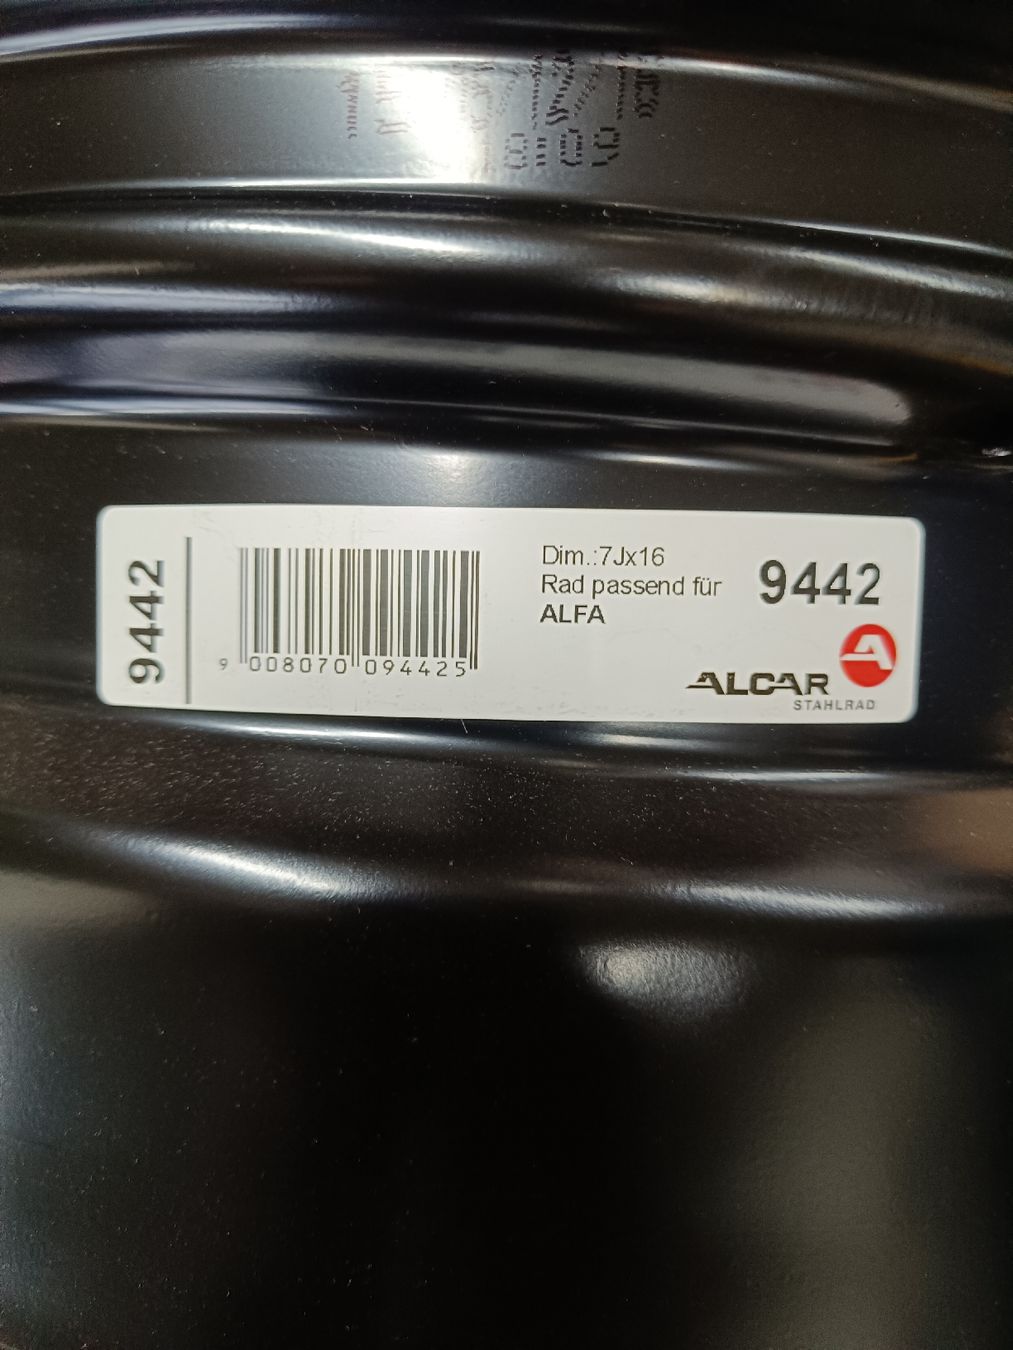 9442
9 008070 094425
Dim.:7Jx16
Rad passend für
ALFA
9442
ALCAR
STAHLRAD